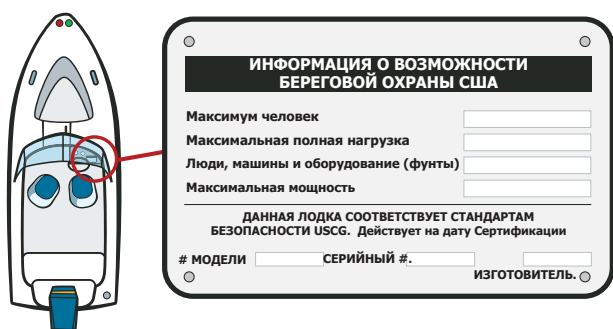 ИНФОРМАЦИЯ О ВОЗМОЖНОСТИ
БЕРЕГОВОЙ ОХРАНЫ США
Максимум человек
Максимальная полная нагрузка
Люди, машины и оборудование (фунты)
Максимальная мощность
ДАННАЯ ЛОДКА СООТВЕТСТВУЕТ СТАНДАРТАМ
БЕЗОПАСНОСТИ USCG. Действует на дату Сертификации
# МОДЕЛИ СЕРИЙНЫЙ #.
ИЗГОТОВИТЕЛЬ.